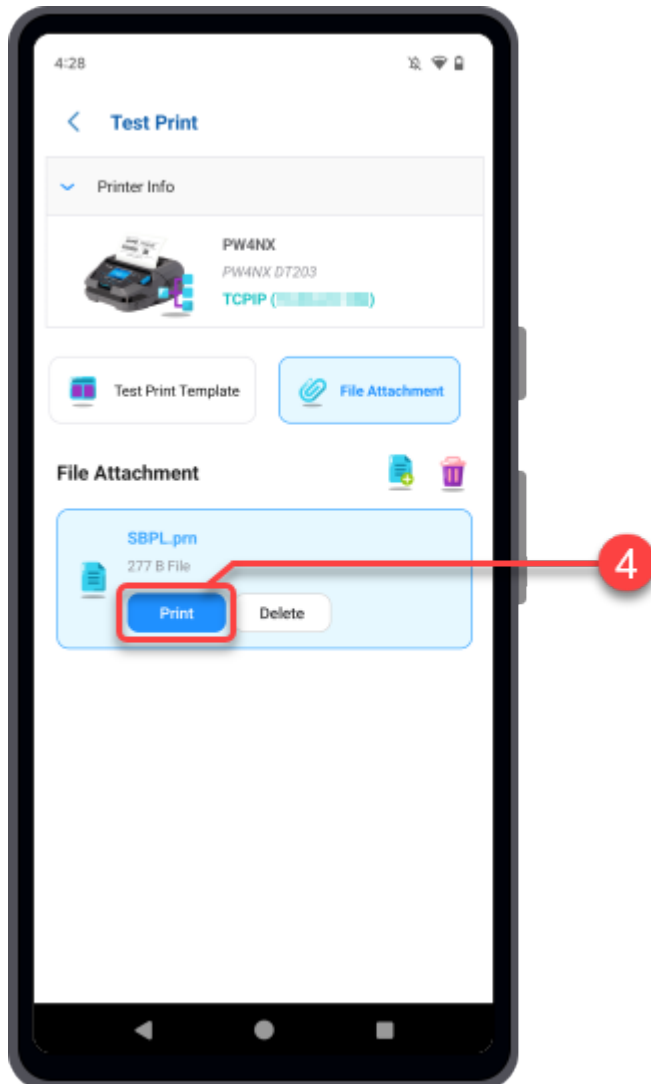 4:28
Test Print
Printer Info
PW4NX
PW4NX DT203
TCPIP ( )
Test Print Template
File Attachment
File Attachment
SBPL.prn
277 B File
Print
Delete
4